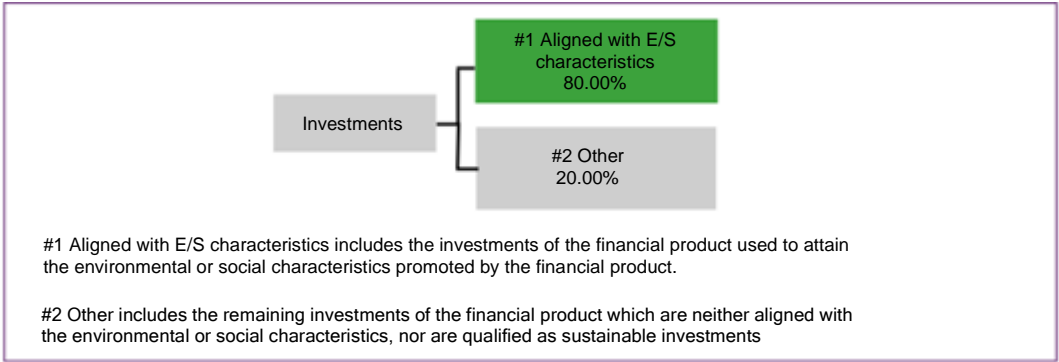 #1 Aligned with E/S
characteristics
80.00%
Investments
#2 Other
20.00%
#1 Aligned with E/S characteristics includes the investments of the financial product used to attain
the environmental or social characteristics promoted by the financial product.
#2 Other includes the remaining investments of the financial product which are neither aligned with
the environmental or social characteristics, nor are qualified as sustainable investments